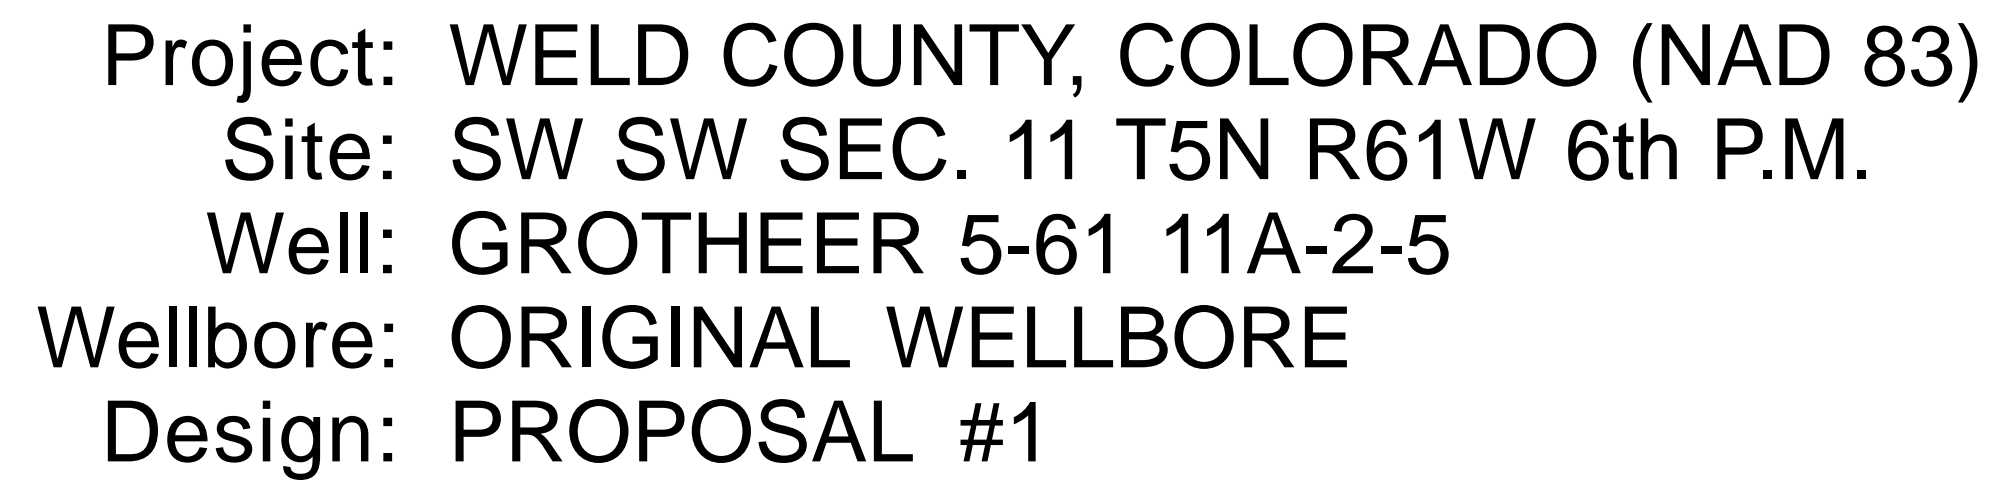 Project: WELD COUNTY, COLORADO (NAD 83)
Site: SW SW SEC. 11 T5N R61W 6th P.M.
Well: GROTHEER 5-61 11A-2-5
Wellbore: ORIGINAL WELLBORE
Design: PROPOSAL #1